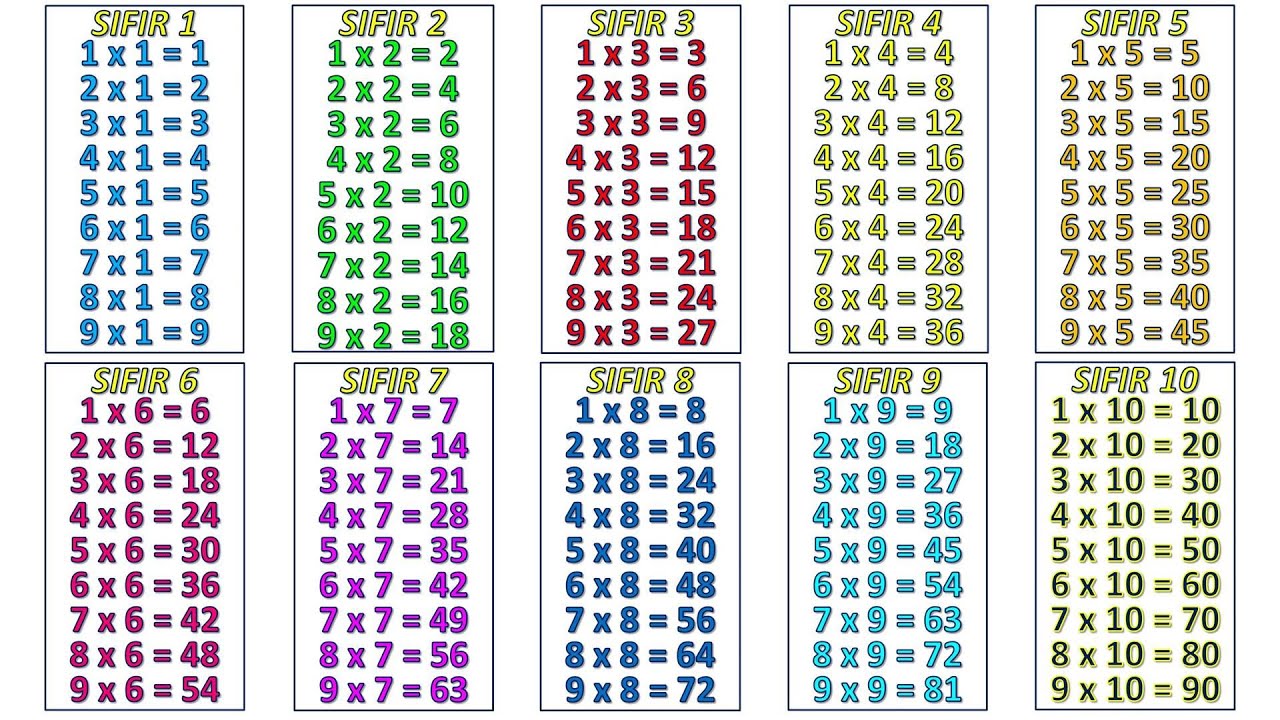 SIFIR 1
1 x 1 = 1
2 x 1 = 2
3 x 1 = 3
4 x 1 = 4
5 x 1 = 5
6 x 1 = 6
7 x 1 = 7
8 x 1 = 8
9 x 1 = 9
SIFIR 2
1 x 2 = 2
2 x 2 = 4
3 x 2 = 6
4 x 2 = 8
5 x 2 = 10
6 x 2 = 12
7 x 2 = 14
8 x 2 = 16
9 x 2 = 18
SIFIR 3
1 x 3 = 3
2 x 3 = 6
3 x 3 = 9
4 x 3 = 12
5 x 3 = 15
6 x 3 = 18
7 x 3 = 21
8 x 3 = 24
9 x 3 = 27
SIFIR 4
1 x 4 = 4
2 x 4 = 8
3 x 4 = 12
4 x 4 = 16
5 x 4 = 20
6 x 4 = 24
7 x 4 = 28
8 x 4 = 32
9 x 4 = 36
SIFIR 5
1 x 5 = 5
2 x 5 = 10
3 x 5 = 15
4 x 5 = 20
5 x 5 = 25
6 x 5 = 30
7 x 5 = 35
8 x 5 = 40
9 x 5 = 45
SIFIR 6
1 x 6 = 6
2 x 6 = 12
3 x 6 = 18
4 x 6 = 24
5 x 6 = 30
6 x 6 = 36
7 x 6 = 42
8 x 6 = 48
9 x 6 = 54
SIFIR 7
1 x 7 = 7
2 x 7 = 14
3 x 7 = 21
4 x 7 = 28
5 x 7 = 35
6 x 7 = 42
7 x 7 = 49
8 x 7 = 56
9 x 7 = 63
SIFIR 8
1 x 8 = 8
2 x 8 = 16
3 x 8 = 24
4 x 8 = 32
5 x 8 = 40
6 x 8 = 48
7 x 8 = 56
8 x 8 = 64
9 x 8 = 72
SIFIR 9
1 x 9 = 9
2 x 9 = 18
3 x 9 = 27
4 x 9 = 36
5 x 9 = 45
6 x 9 = 54
7 x 9 = 63
8 x 9 = 72
9 x 9 = 81
SIFIR 10
1 x 10 = 10
2 x 10 = 20
3 x 10 = 30
4 x 10 = 40
5 x 10 = 50
6 x 10 = 60
7 x 10 = 70
8 x 10 = 80
9 x 10 = 90